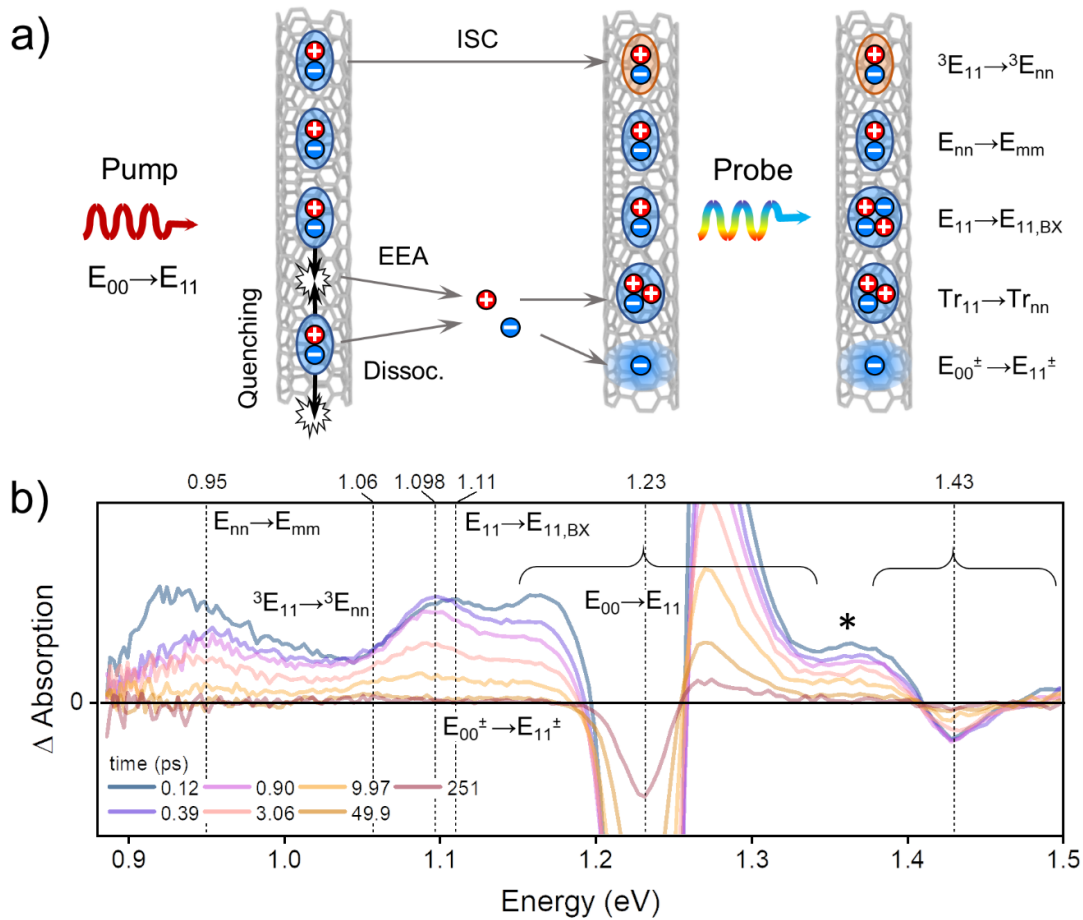 a)
ISC
³E₁₁→³Eₙₙ
Pump
Eₙₙ→Eₘₘ
Probe
E₁₁→E₁₁,BX
E₀₀→E₁₁
EEA
Quenching
Dissoc.
Tr₁₁→Trₙₙ
E₀₀±→E₁₁±
+
−
b)
0.95 1.06 1.098 1.11 1.23 1.43
Eₙₙ→Eₘₘ
E₁₁→E₁₁,BX
³E₁₁→³Eₙₙ
E₀₀→E₁₁
*
Δ Absorption
0
E₀₀±→E₁₁±
time (ps)
0.12 0.90 9.97 251
0.39 3.06 49.9
0.9 1.0 1.1 1.2 1.3 1.4 1.5
Energy (eV)